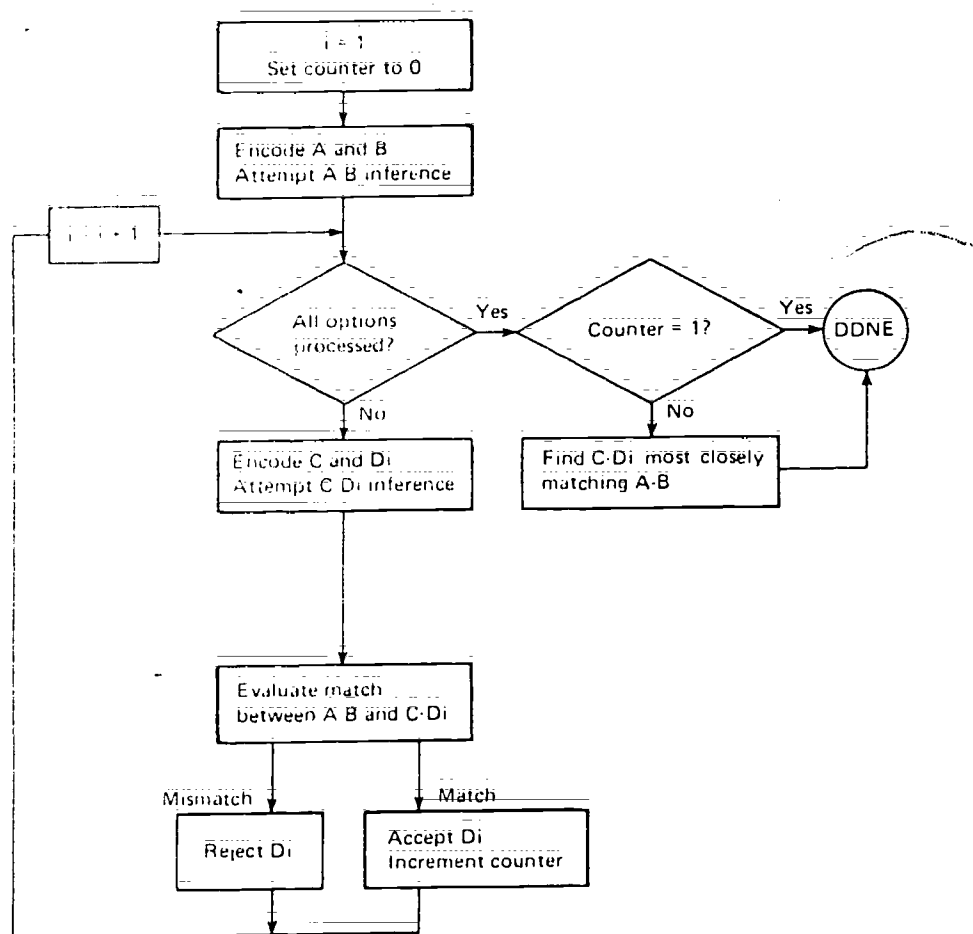 i = 1
Set counter to 0
Encode A and B
Attempt A B inference
i = i + 1
All options
processed?
Yes
Counter = 1?
Yes
DDNE
No
No
Encode C and Di
Attempt C Di inference
Find C·Di most closely
matching A·B
Evaluate match
between A B and C·Di
Mismatch
Match
Reject Di
Accept Di
Increment counter